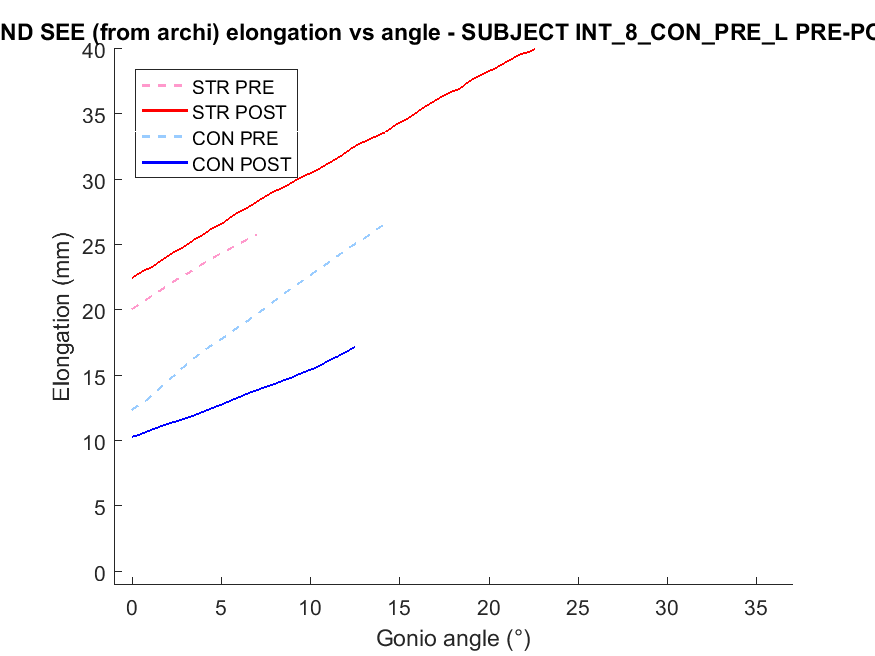 ND SEE (from archi) elongation vs angle - SUBJECT INT_8_CON_PRE_L PRE-PO
40
35
30
25
20
15
10
5
0
Elongation (mm)
STR PRE
STR POST
CON PRE
CON POST
0 5 10 15 20 25 30 35
Gonio angle (°)